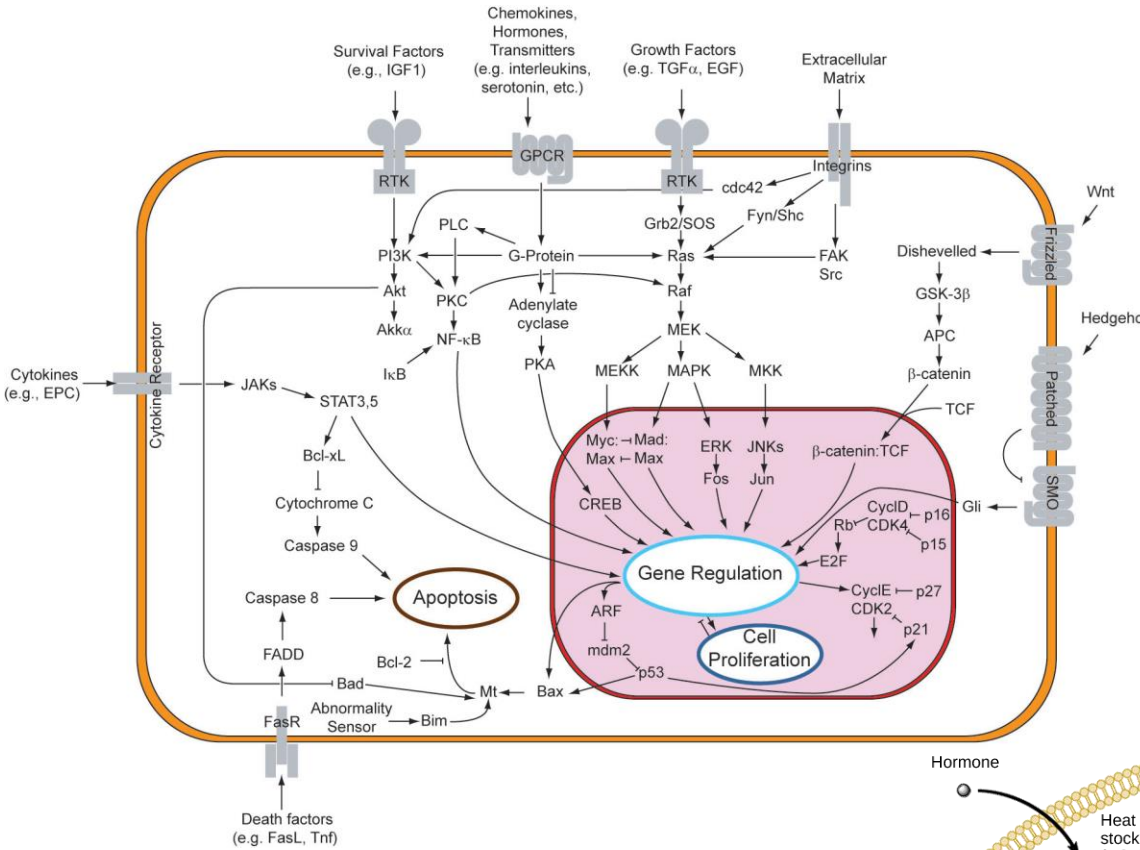 Chemokines,
Hormones,
Transmitters
(e.g. interleukins,
serotonin, etc.)
Survival Factors
(e.g., IGF1)
Growth Factors
(e.g. TGFα, EGF)
Extracellular
Matrix
GPCR
Integrins
RTK
RTK
cdc42
Wnt
PLC
Grb2/SOS
Fyn/Shc
Frizzled
PI3K
G-Protein
Ras
FAK
Src
Dishevelled
Akt
PKC
Adenylate
cyclase
Raf
GSK-3β
Akkα
NF-κB
MEK
APC
Hedgeho
IκB
PKA
MEKK
MAPK
MKK
β-catenin
Patched
Cytokines
(e.g., EPC)
Cytokine Receptor
JAKs
STAT3,5
TCF
Myc:
Max
Mad:
Max
ERK
JNKs
β-catenin:TCF
Bcl-xL
Fos
Jun
Cytochrome C
CREB
Gli
SMO
CyclD
CDK4
p16
p15
Rb
E2F
Caspase 9
Gene Regulation
Caspase 8
Apoptosis
ARF
CyclE
CDK2
p27
p21
FADD
mdm2
Cell
Proliferation
Bcl-2
p53
Bad
Mt
Bax
FasR
Abnormality
Sensor
Bim
Death factors
(e.g. FasL, Tnf)
Hormone
Heat
stock